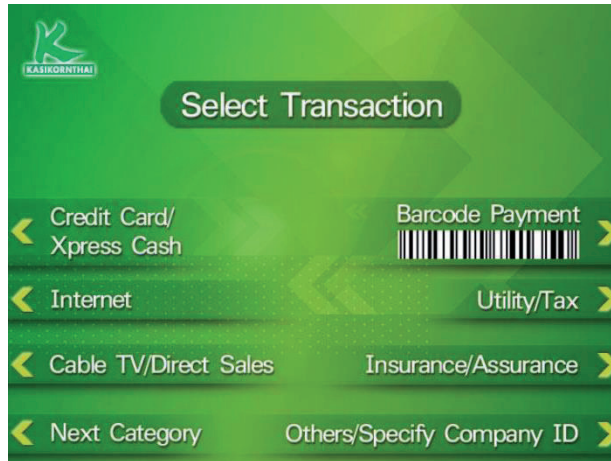 KASIKORNTHAI
Select Transaction
Credit Card/
Xpress Cash
Barcode Payment
Internet
Utility/Tax
Cable TV/Direct Sales
Insurance/Assurance
Next Category
Others/Specify Company ID